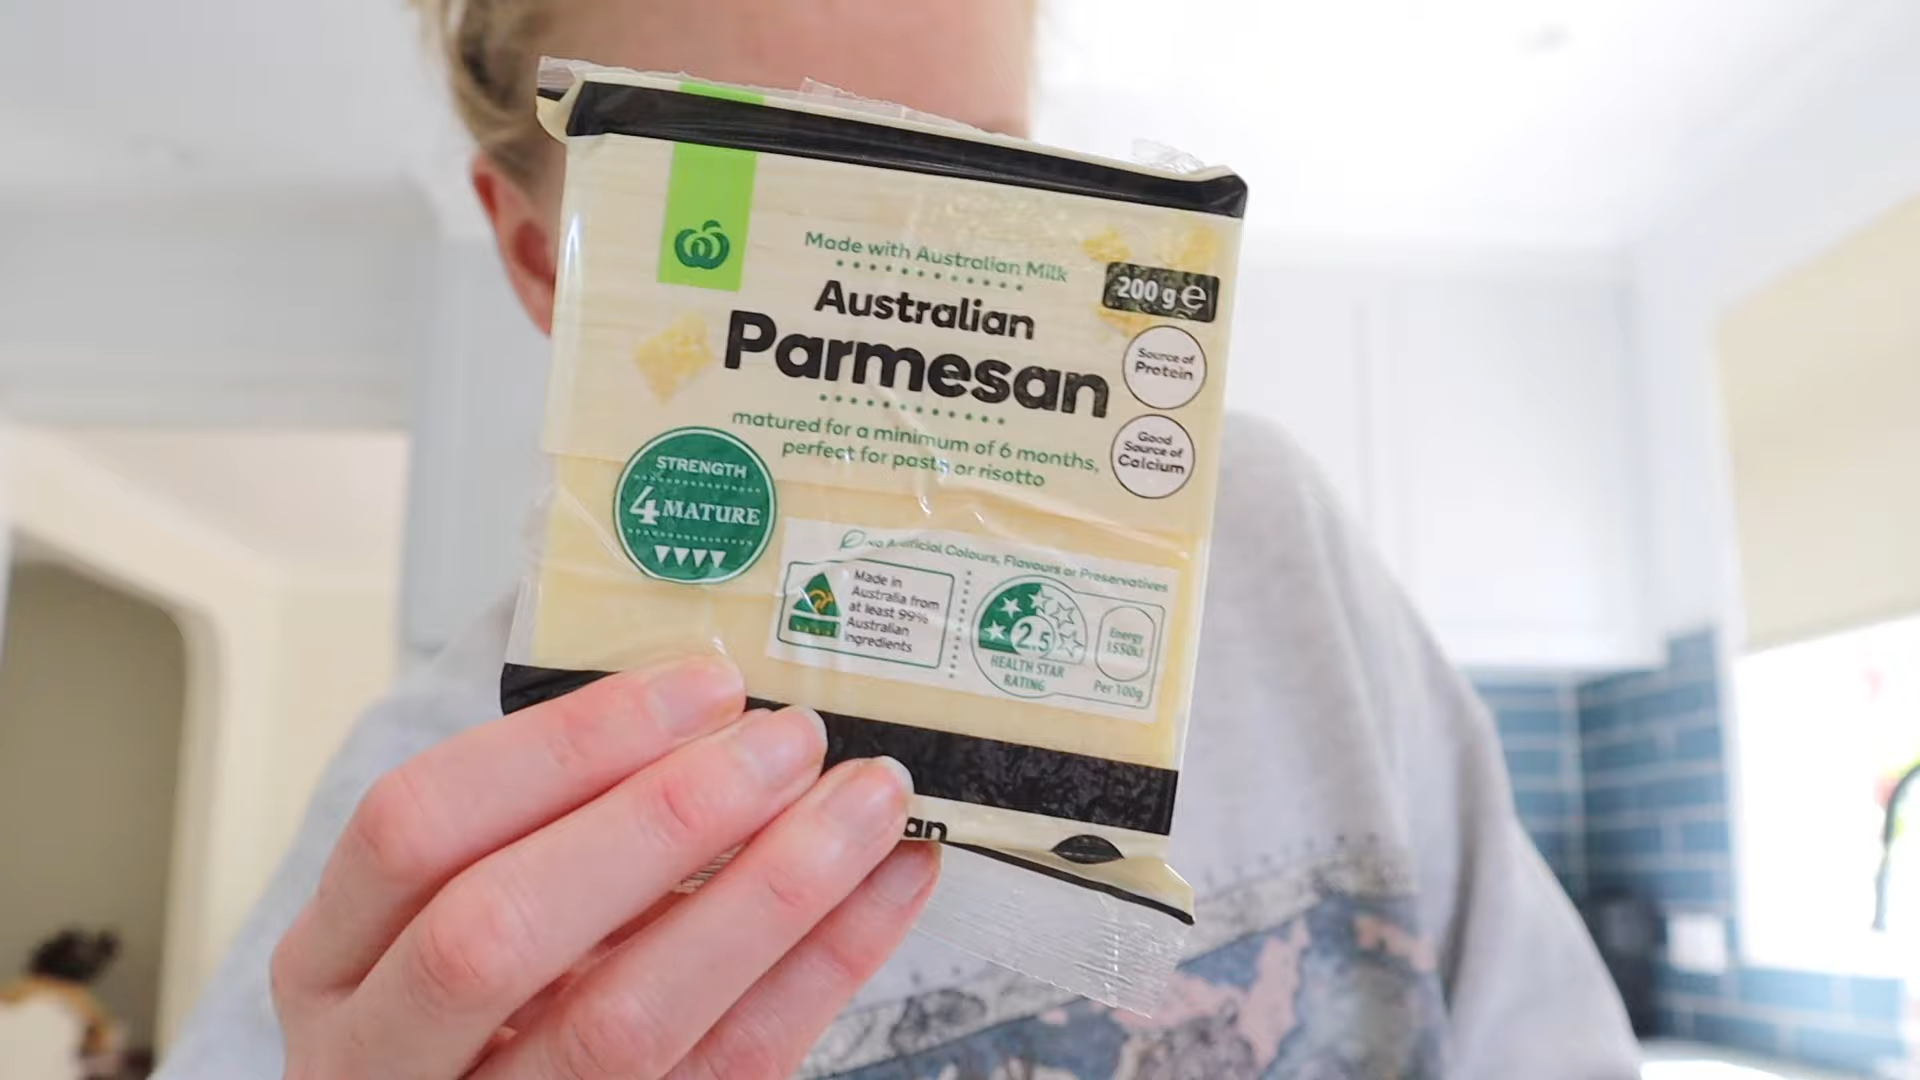 Made with Australian Milk
Australian
Parmesan
matured for a minimum of 6 months,
perfect for pasta or risotto
200 g e
Source of
Protein
Good
Source of
Calcium
STRENGTH
4 MATURE
No Artificial Colours, Flavours or Preservatives
Made in
Australia from
at least 99%
Australian
ingredients
2.5
HEALTH STAR
RATING
Energy
1550kJ
Per 100g
an